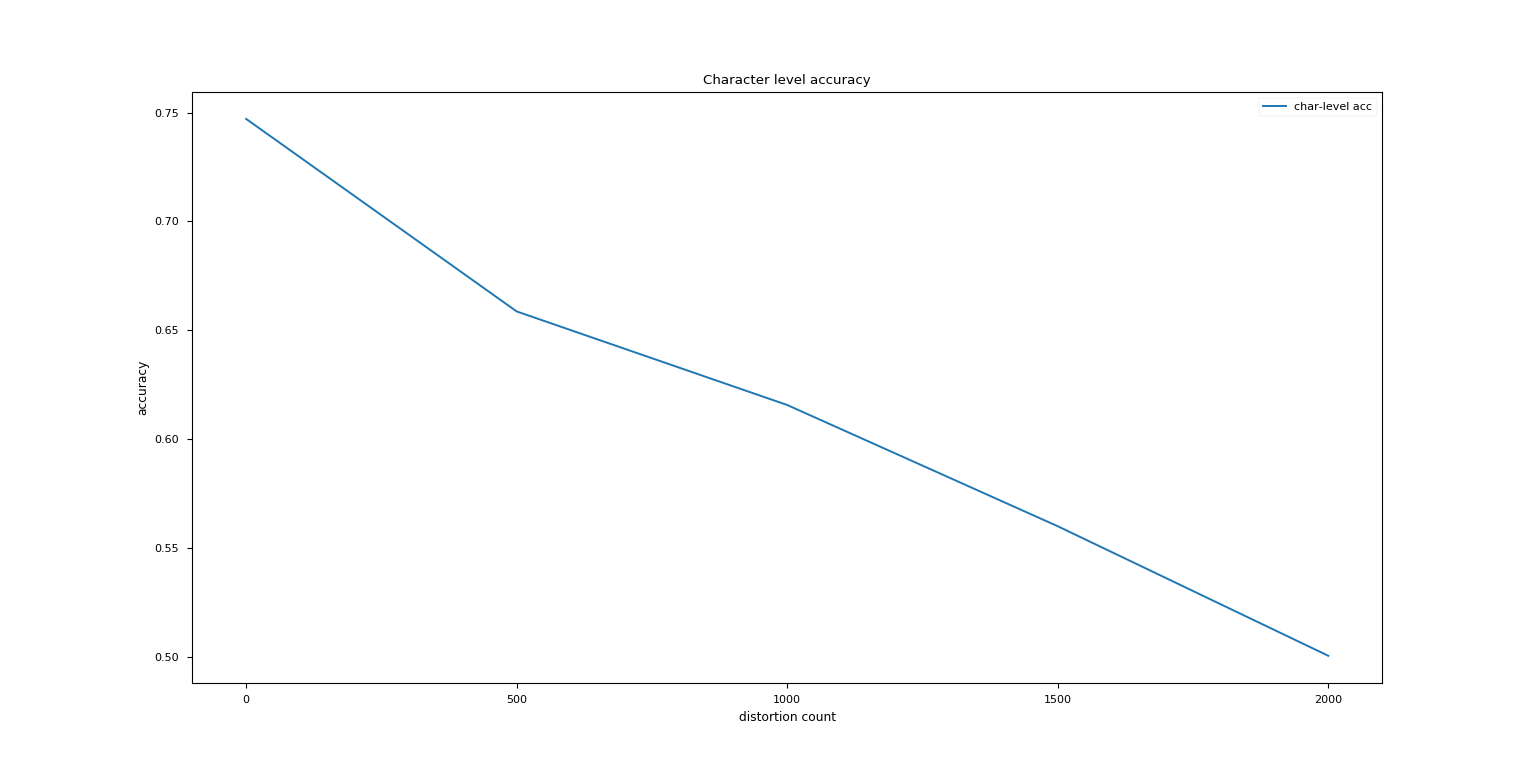 Character level accuracy
char-level acc
0.75
0.70
0.65
0.60
0.55
0.50
accuracy
0 500 1000 1500 2000
distortion count